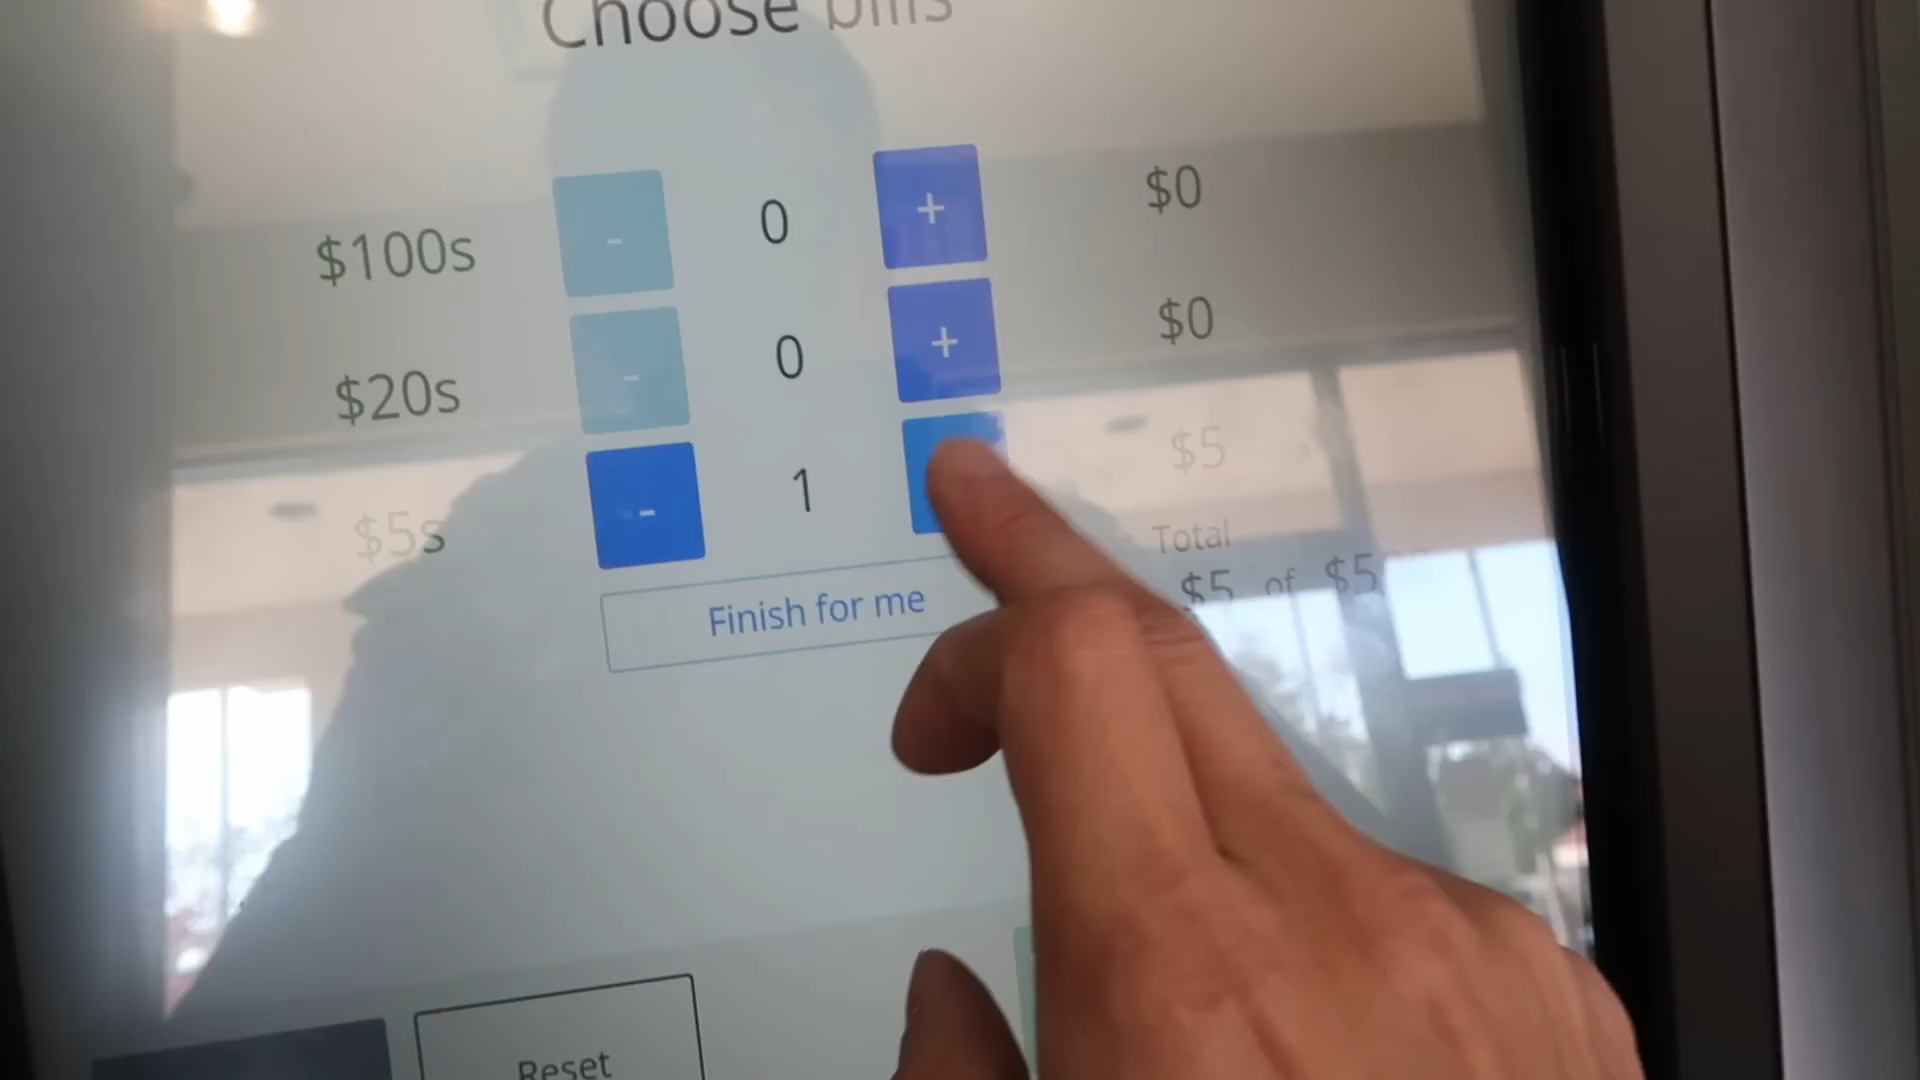 Choose bills
$100s - 0 + $0
$20s - 0 + $0
$5s - 1 $5
Total
$5 of $5
Finish for me
Reset